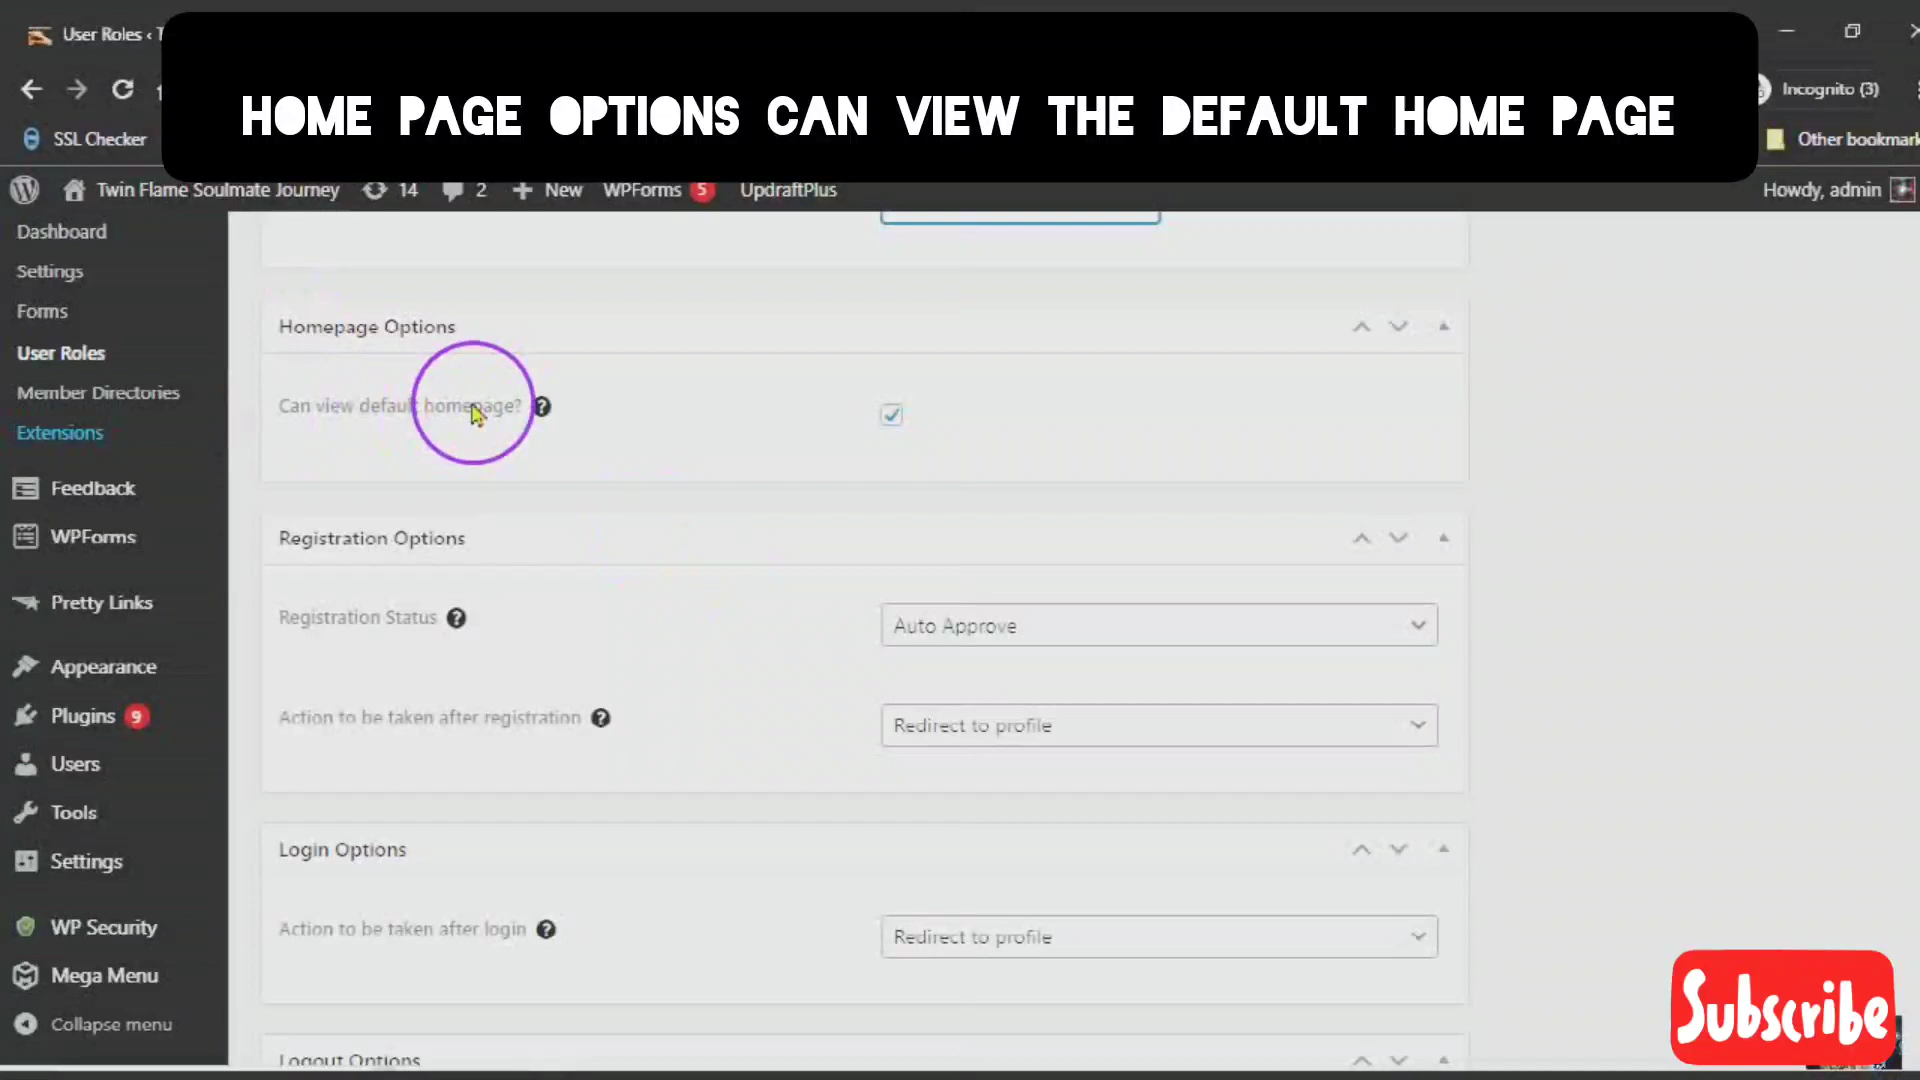 User Roles ‹ T
HOME PAGE OPTIONS CAN VIEW THE DEFAULT HOME PAGE
Incognito (3)
SSL Checker
Other bookmark
Twin Flame Soulmate Journey 14 2 New WPForms 5 UpdraftPlus
Howdy, admin
Dashboard
Settings
Forms
User Roles
Member Directories
Extensions
Feedback
WPForms
Pretty Links
Appearance
Plugins 9
Users
Tools
Settings
WP Security
Mega Menu
Collapse menu
Homepage Options
Can view default homepage?
Registration Options
Registration Status
Auto Approve
Action to be taken after registration
Redirect to profile
Login Options
Action to be taken after login
Redirect to profile
Logout Options
Subscribe